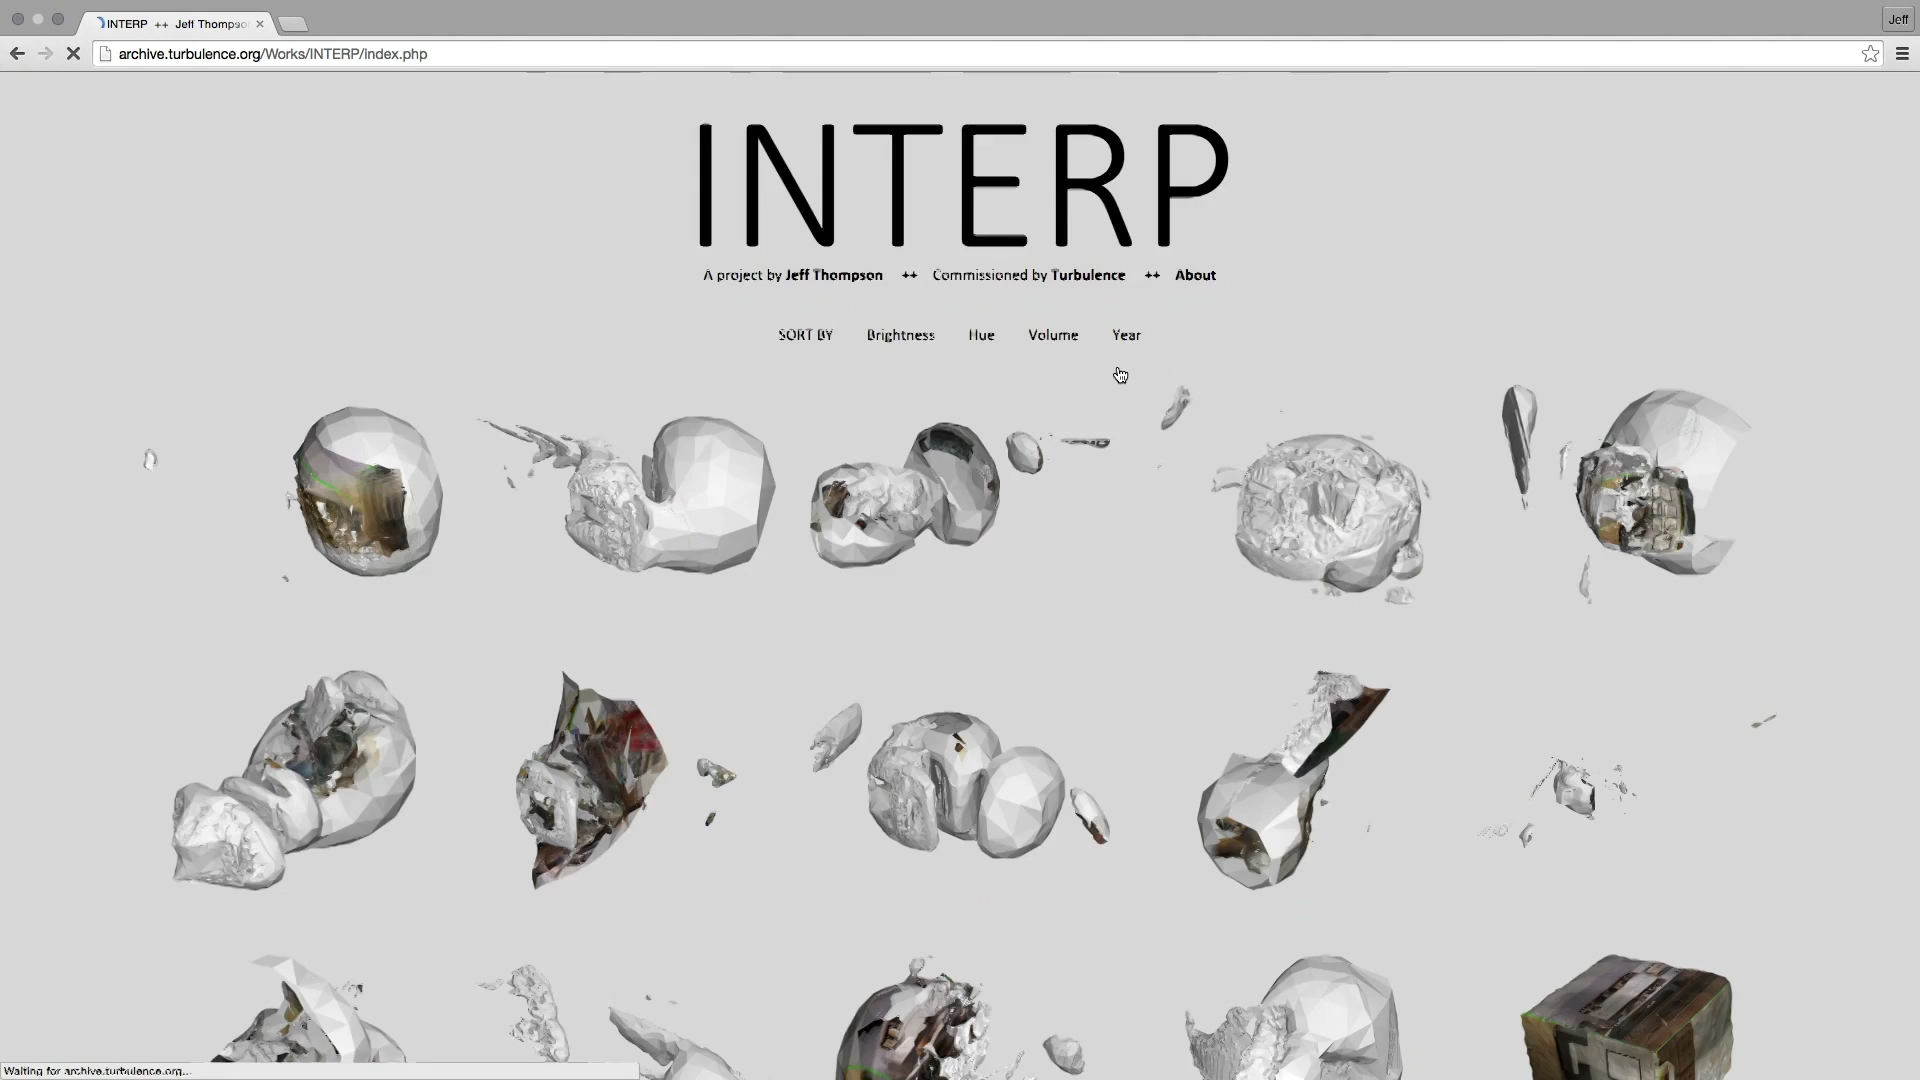 INTERP ++ Jeff Thompso
Jeff
archive.turbulence.org/Works/INTERP/index.php
INTERP
A project by Jeff Thompson ++ Commissioned by Turbulence ++ About
SORT BY Brightness Hue Volume Year
Waiting for archive.turbulence.org...